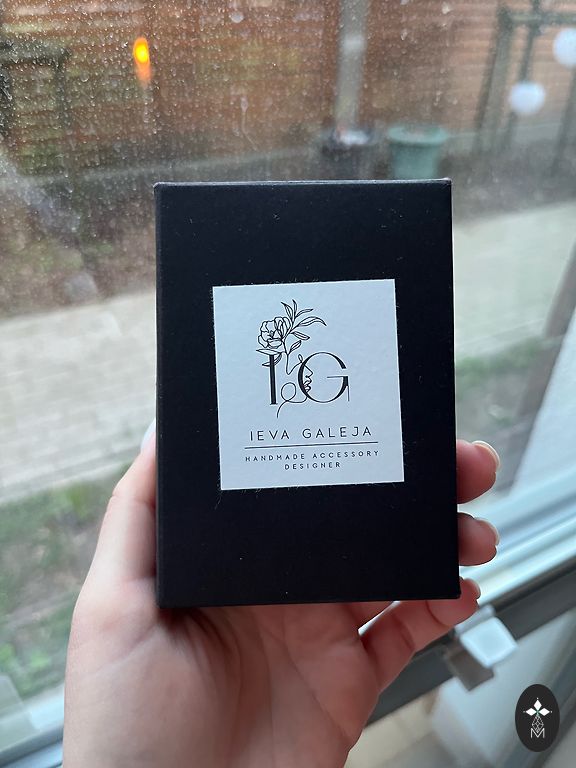 IG
IEVA GALEJA
HANDMADE ACCESSORY
DESIGNER
M